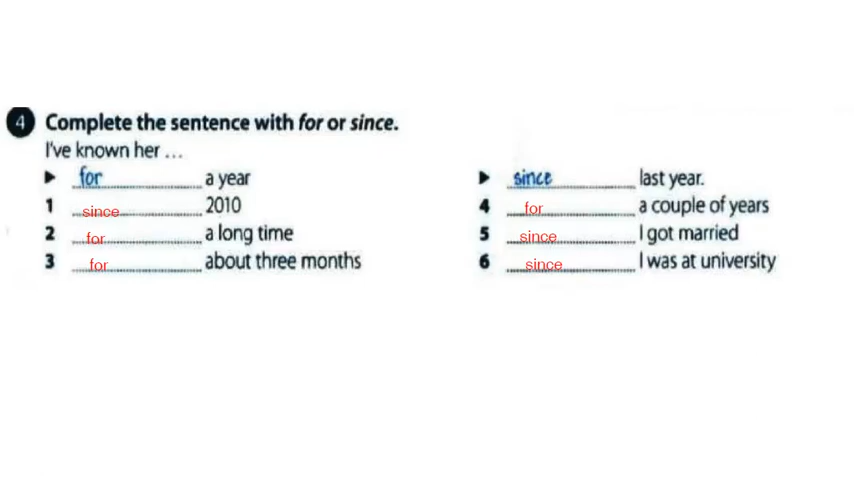 4 Complete the sentence with for or since.
I've known her ...
▶ for a year
1 since 2010
2 for a long time
3 for about three months
▶ since last year.
4 for a couple of years
5 since I got married
6 since I was at university